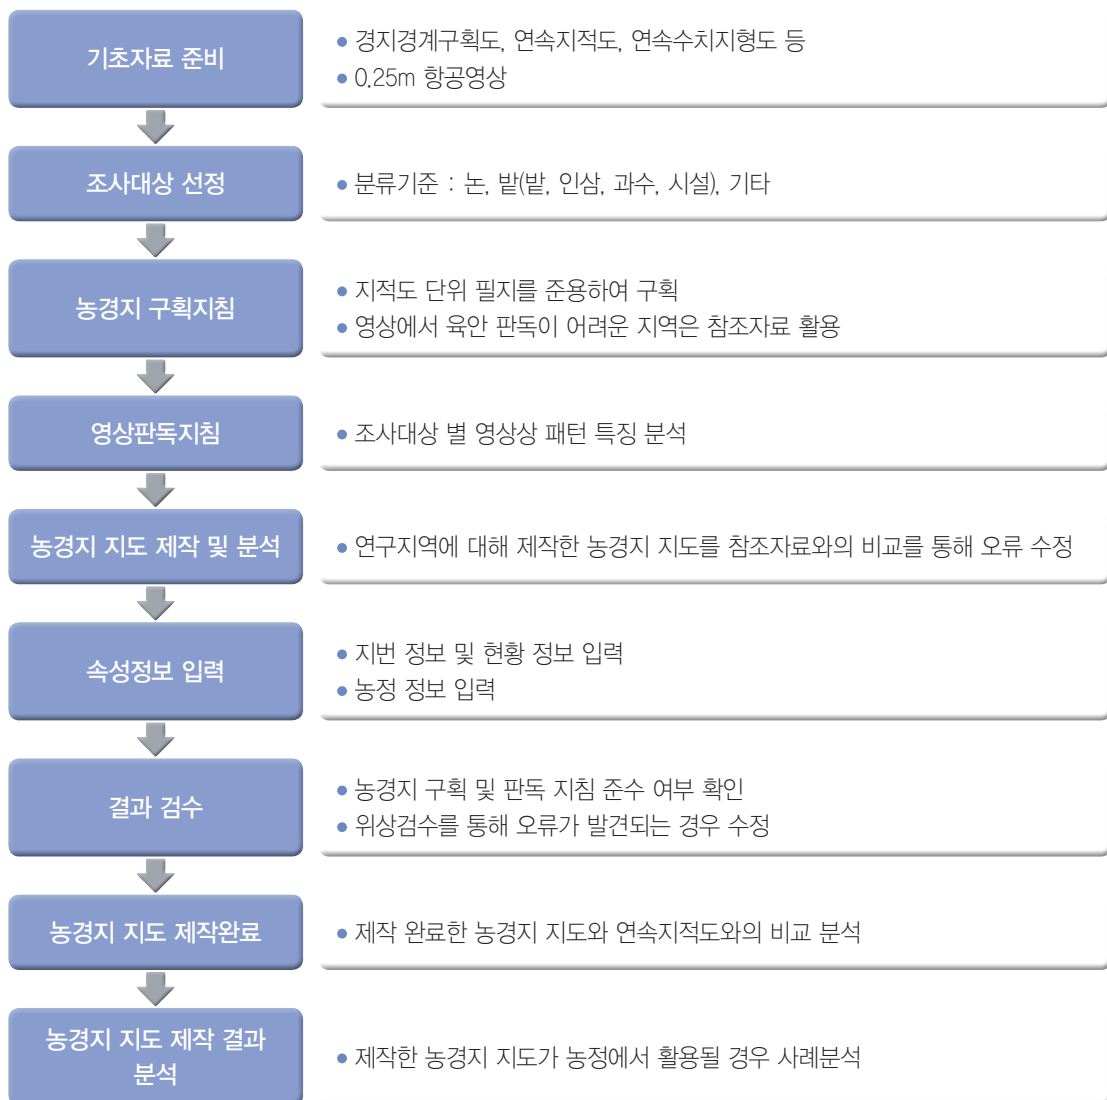 기초자료 준비
• 경지경계구획도, 연속지적도, 연속수치지형도 등
• 0.25m 항공영상
조사대상 선정
• 분류기준 : 논, 밭(밭, 인삼, 과수, 시설), 기타
농경지 구획지침
• 지적도 단위 필지를 준용하여 구획
• 영상에서 육안 판독이 어려운 지역은 참조자료 활용
영상판독지침
• 조사대상 별 영상상 패턴 특징 분석
농경지 지도 제작 및 분석
• 연구지역에 대해 제작한 농경지 지도를 참조자료와의 비교를 통해 오류 수정
속성정보 입력
• 지번 정보 및 현황 정보 입력
• 농정 정보 입력
결과 검수
• 농경지 구획 및 판독 지침 준수 여부 확인
• 위상검수를 통해 오류가 발견되는 경우 수정
농경지 지도 제작완료
• 제작 완료한 농경지 지도와 연속지적도와의 비교 분석
농경지 지도 제작 결과
분석
• 제작한 농경지 지도가 농정에서 활용될 경우 사례분석